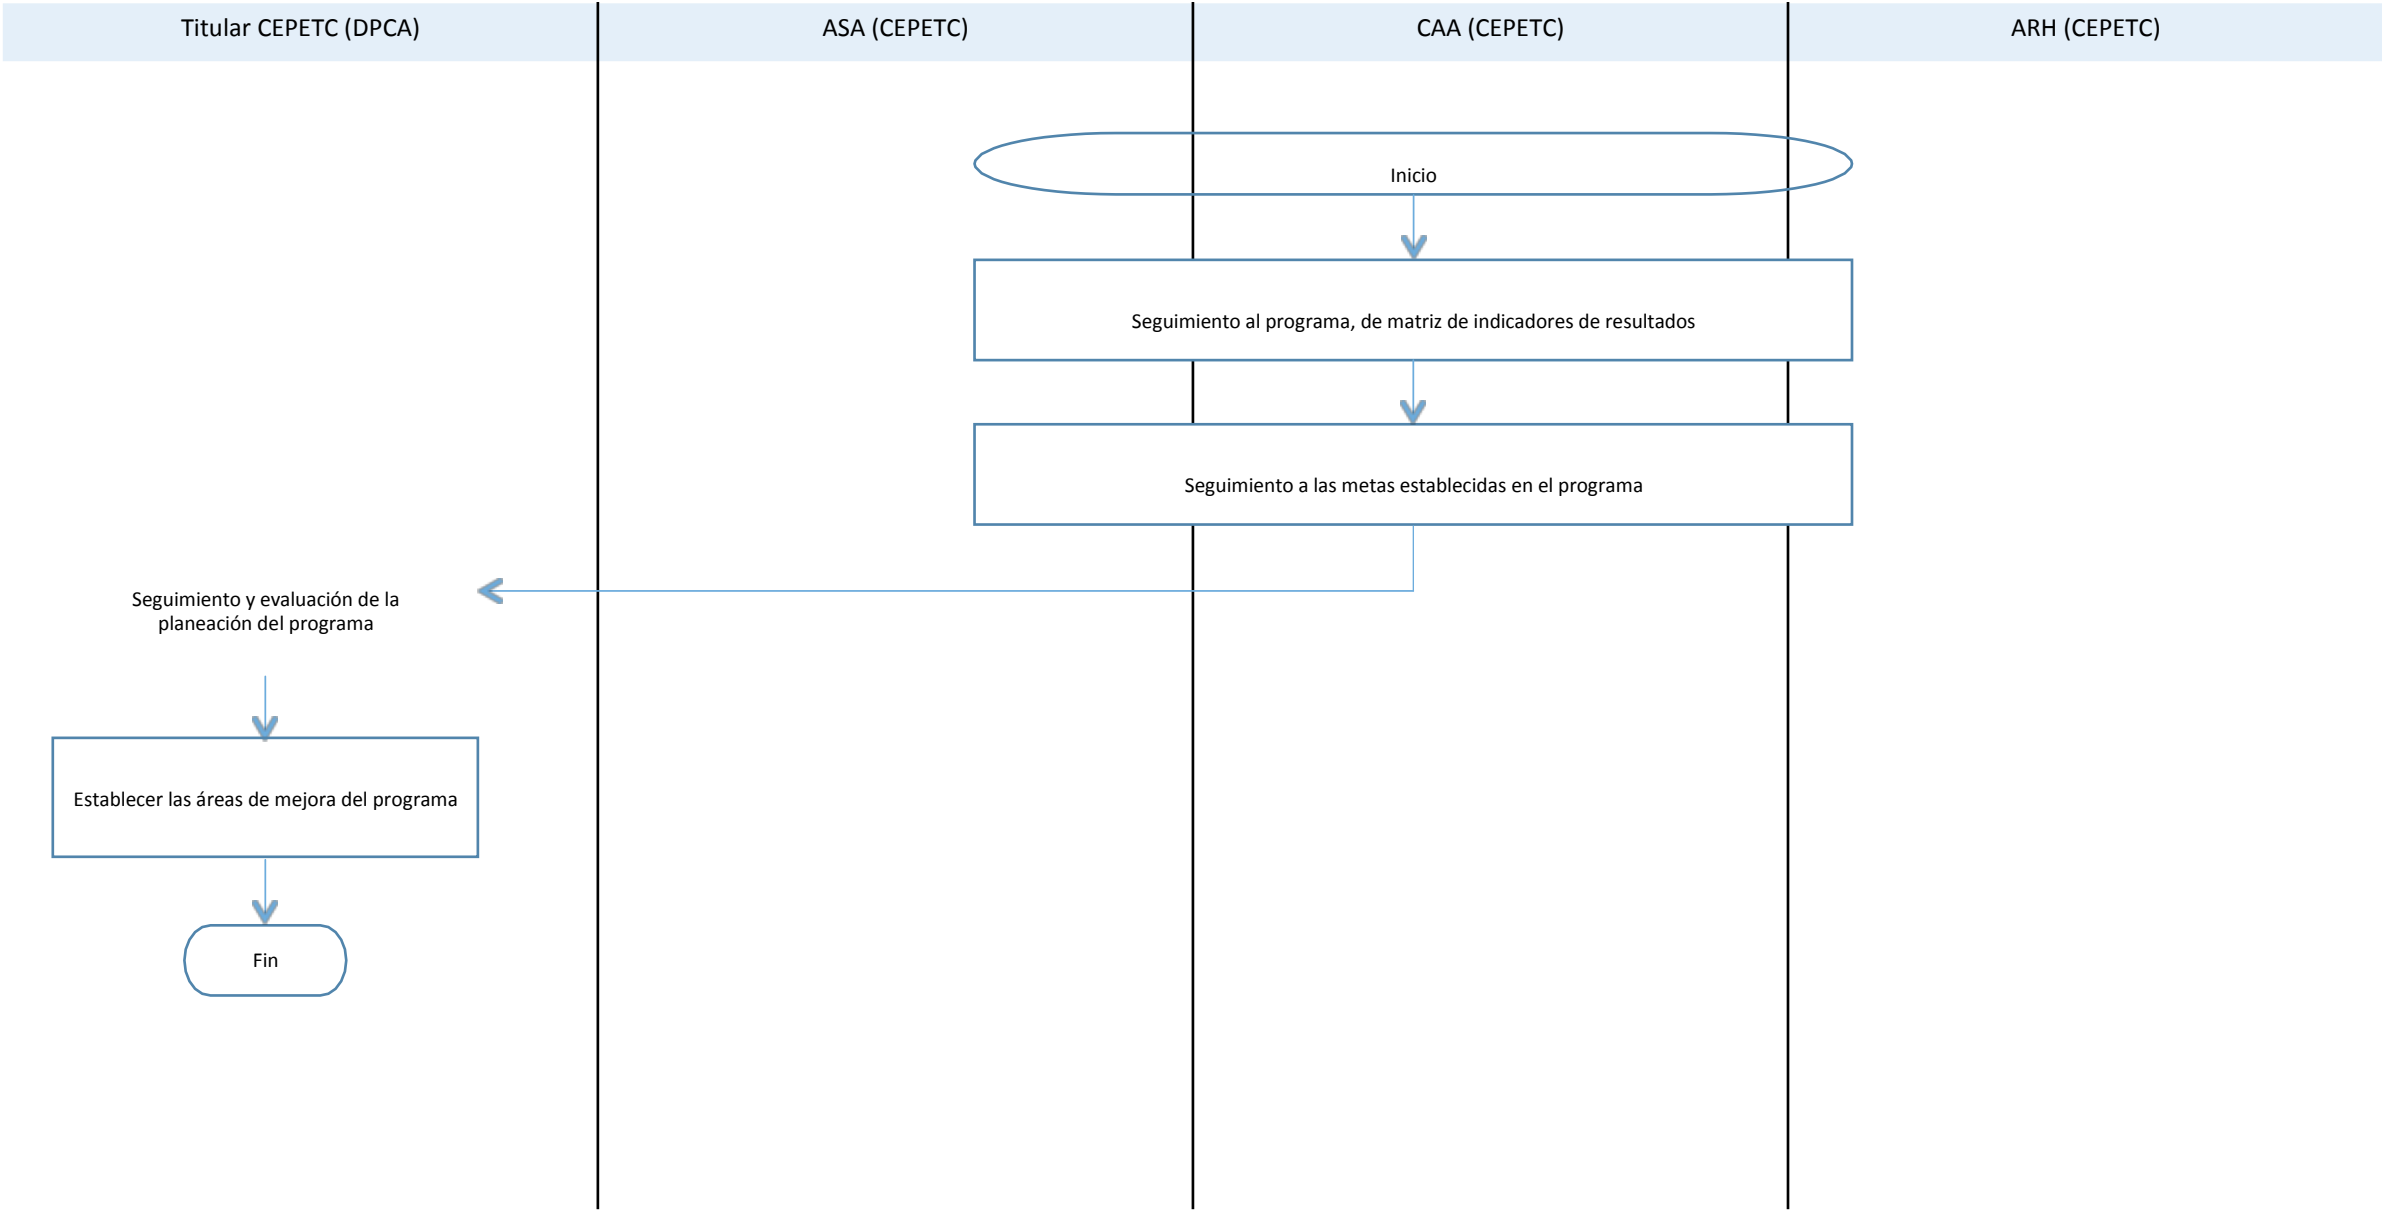 Titular CEPETC (DPCA)
ASA (CEPETC)
CAA (CEPETC)
ARH (CEPETC)
Inicio
Seguimiento al programa, de matriz de indicadores de resultados
Seguimiento a las metas establecidas en el programa
Seguimiento y evaluación de la
planeación del programa
Establecer las áreas de mejora del programa
Fin